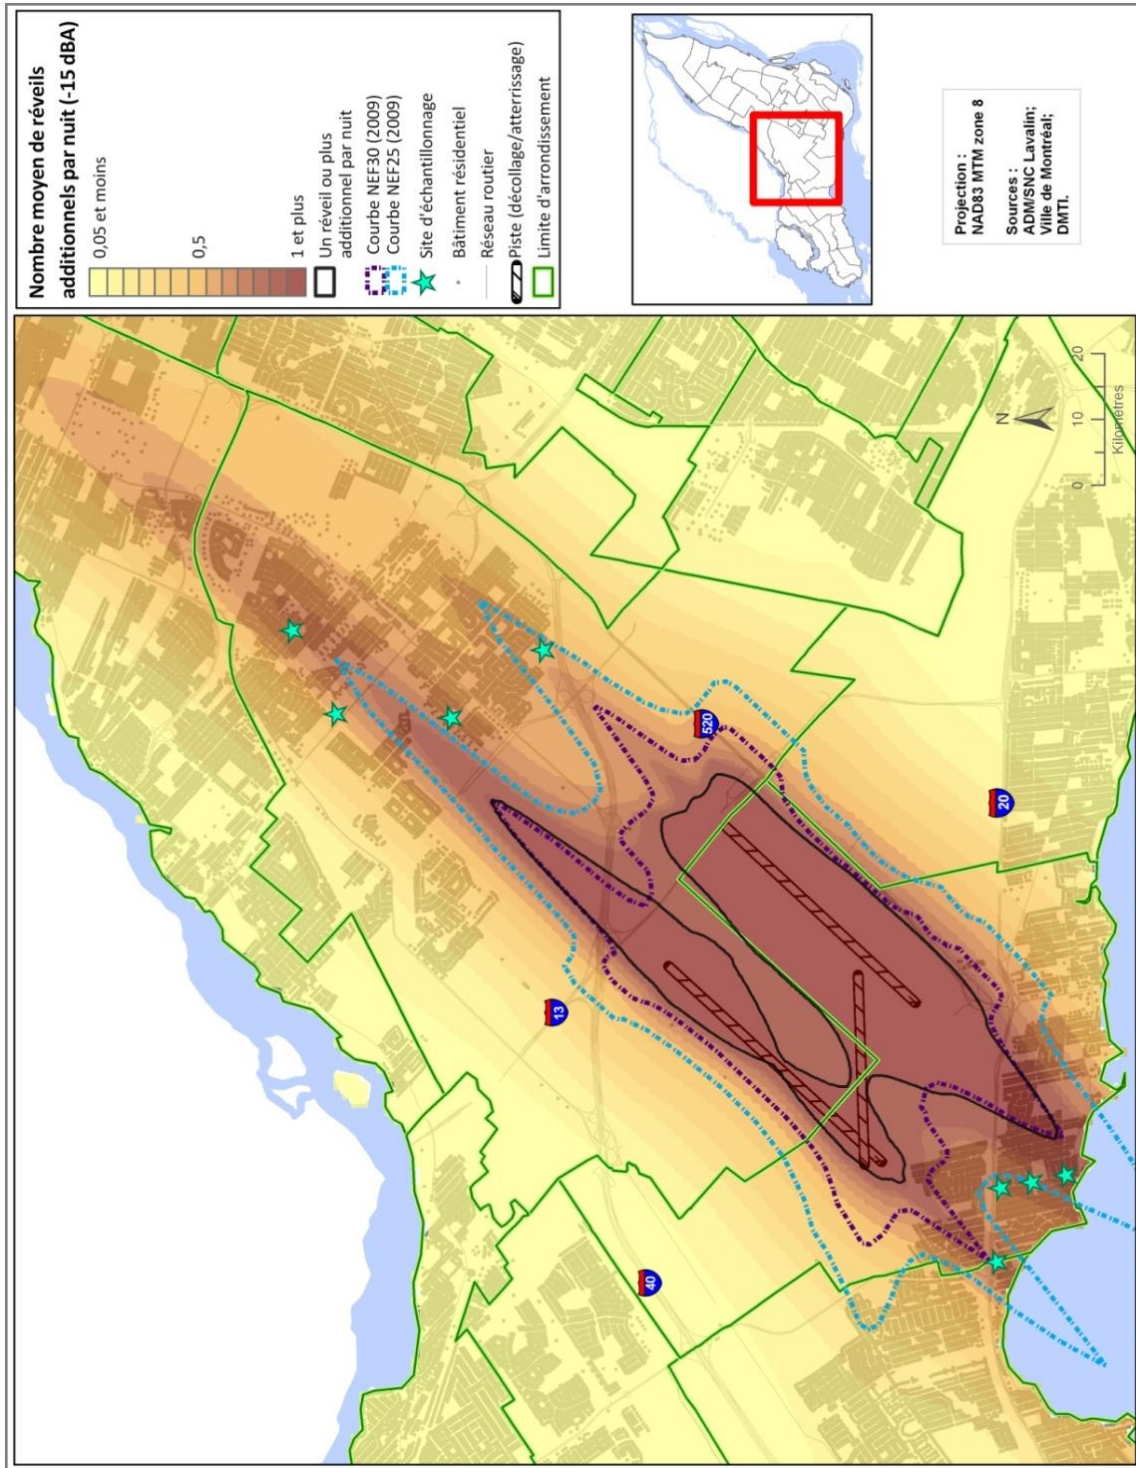 Nombre moyen de réveils
additionnels par nuit (-15 dBA)
0,05 et moins
0,5
1 et plus
Un réveil ou plus
additionnel par nuit
Courbe NEF30 (2009)
Courbe NEF25 (2009)
Site d'échantillonnage
Bâtiment résidentiel
Réseau routier
Piste (décollage/atterrissage)
Limite d'arrondissement
Projection :
NAD83 MTM zone 8
Sources :
ADM/SNC Lavalin;
Ville de Montréal;
DMTI.
13
40
520
20
N
0 10 20
Kilomètres